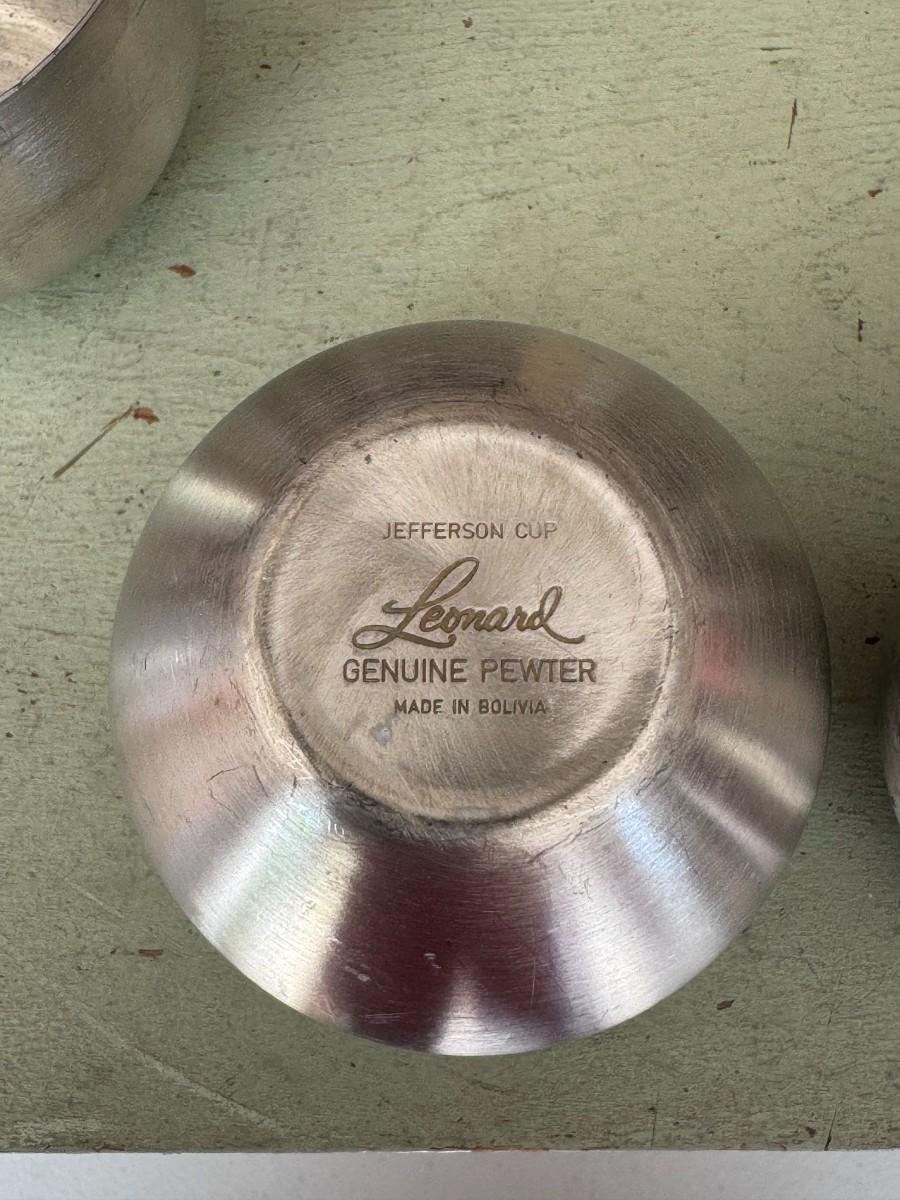 JEFFERSON CUP
Leonard
GENUINE PEWTER
MADE IN BOLIVIA